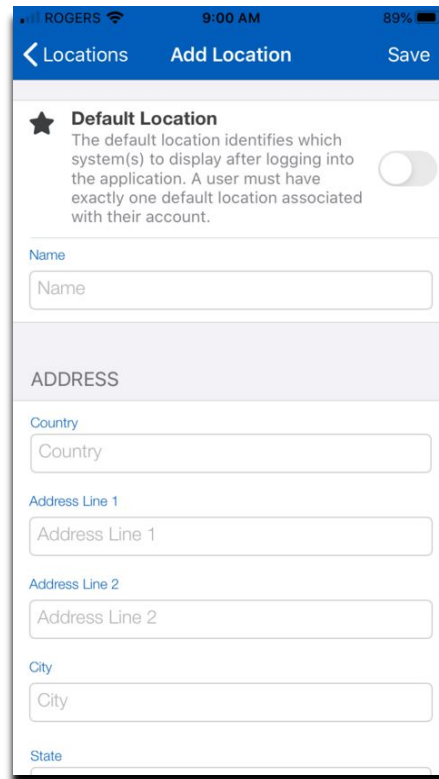 ROGERS 9:00 AM 89%
Locations Add Location Save
Default Location
The default location identifies which
system(s) to display after logging into
the application. A user must have
exactly one default location associated
with their account.
Name
Name
ADDRESS
Country
Country
Address Line 1
Address Line 1
Address Line 2
Address Line 2
City
City
State